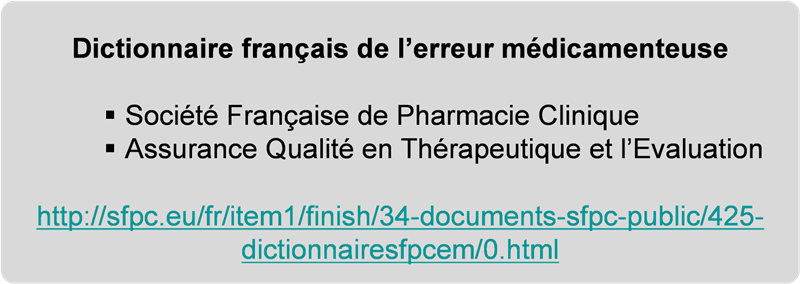 Dictionnaire français de l’erreur médicamenteuse
▪ Société Française de Pharmacie Clinique
▪ Assurance Qualité en Thérapeutique et l’Evaluation
http://sfpc.eu/fr/item1/finish/34-documents-sfpc-public/425-
dictionnairesfpcem/0.html